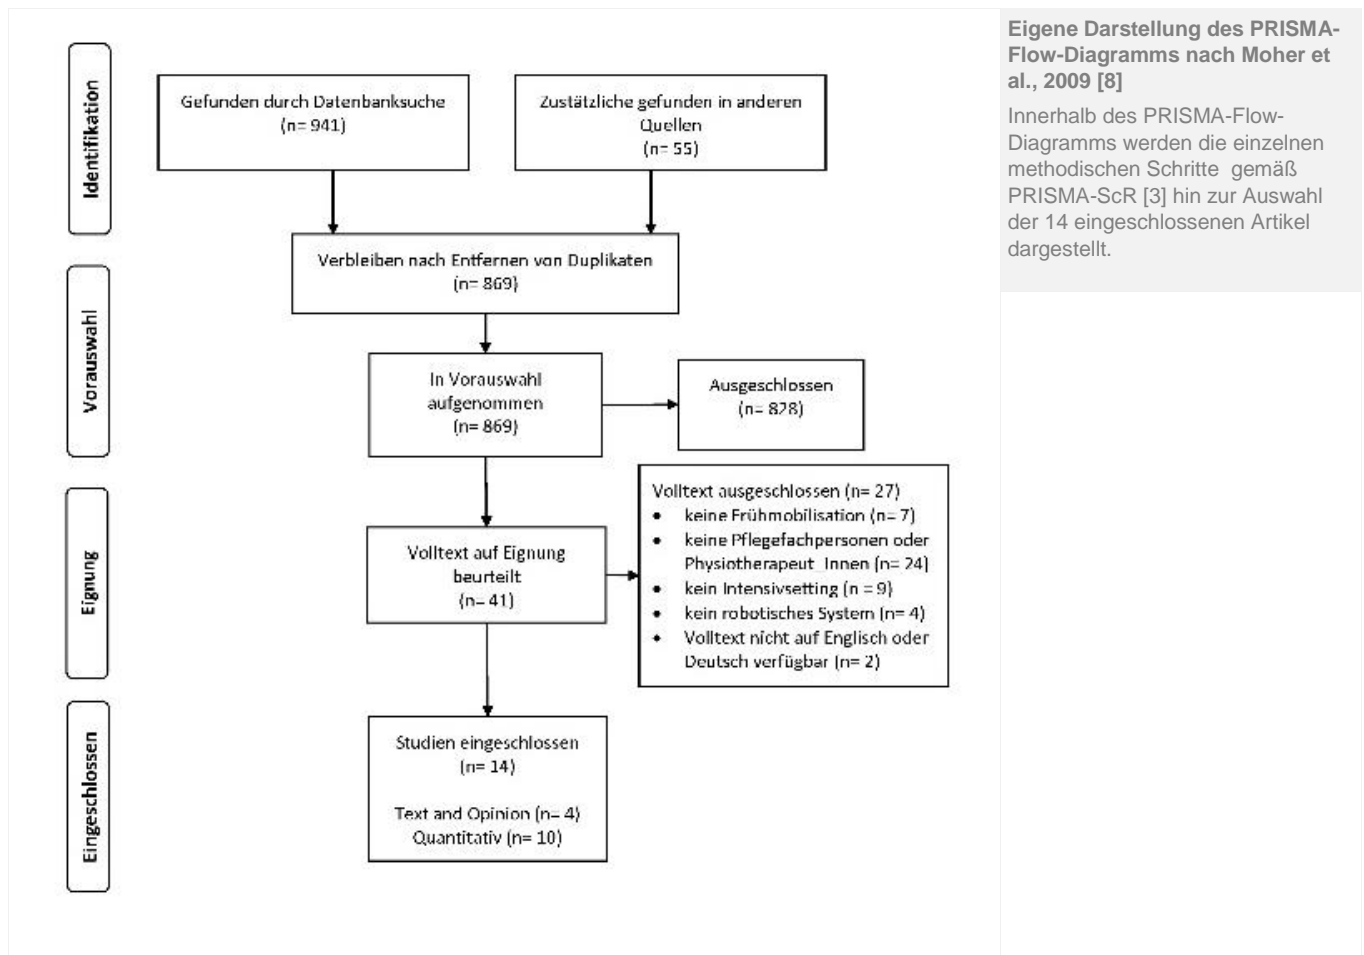 Identifikation
Gefunden durch Datenbanksuche
(n= 941)
Zustätzliche gefunden in anderen
Quellen
(n= 55)
Vorauswahl
Verbleiben nach Entfernen von Duplikaten
(n= 869)
In Vorauswahl
aufgenommen
(n= 869)
Ausgeschlossen
(n= 828)
Eignung
Volltext auf Eignung
beurteilt
(n= 41)
Volltext ausgeschlossen (n= 27)
• keine Frühmobilisation (n= 7)
• keine Pflegefachpersonen oder
Physiotherapeut_Innen (n= 24)
• kein Intensivsetting (n = 9)
• kein robotisches System (n= 4)
• Volltext nicht auf Englisch oder
Deutsch verfügbar (n= 2)
Eingeschlossen
Studien eingeschlossen
(n= 14)
Text and Opinion (n= 4)
Quantitativ (n= 10)
Eigene Darstellung des PRISMA-
Flow-Diagramms nach Moher et
al., 2009 [8]
Innerhalb des PRISMA-Flow-
Diagramms werden die einzelnen
methodischen Schritte gemäß
PRISMA-ScR [3] hin zur Auswahl
der 14 eingeschlossenen Artikel
dargestellt.